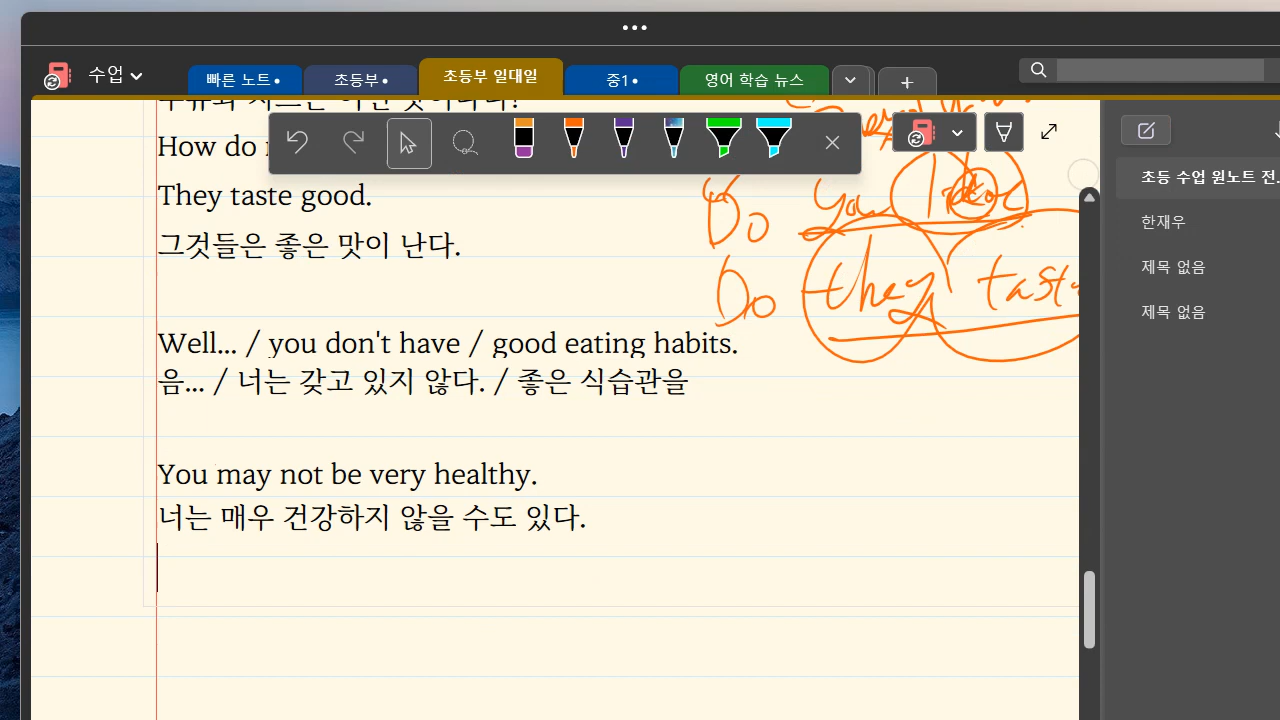 수업
빠른 노트
초등부
초등부 일대일
중1
영어 학습 뉴스
How do
They taste good.
그것들은 좋은 맛이 난다.
Do you
Do they taste
Well... / you don't have / good eating habits.
음... / 너는 갖고 있지 않다. / 좋은 식습관을
You may not be very healthy.
너는 매우 건강하지 않을 수도 있다.
초등 수업 원노트 전...
한재우
제목 없음
제목 없음